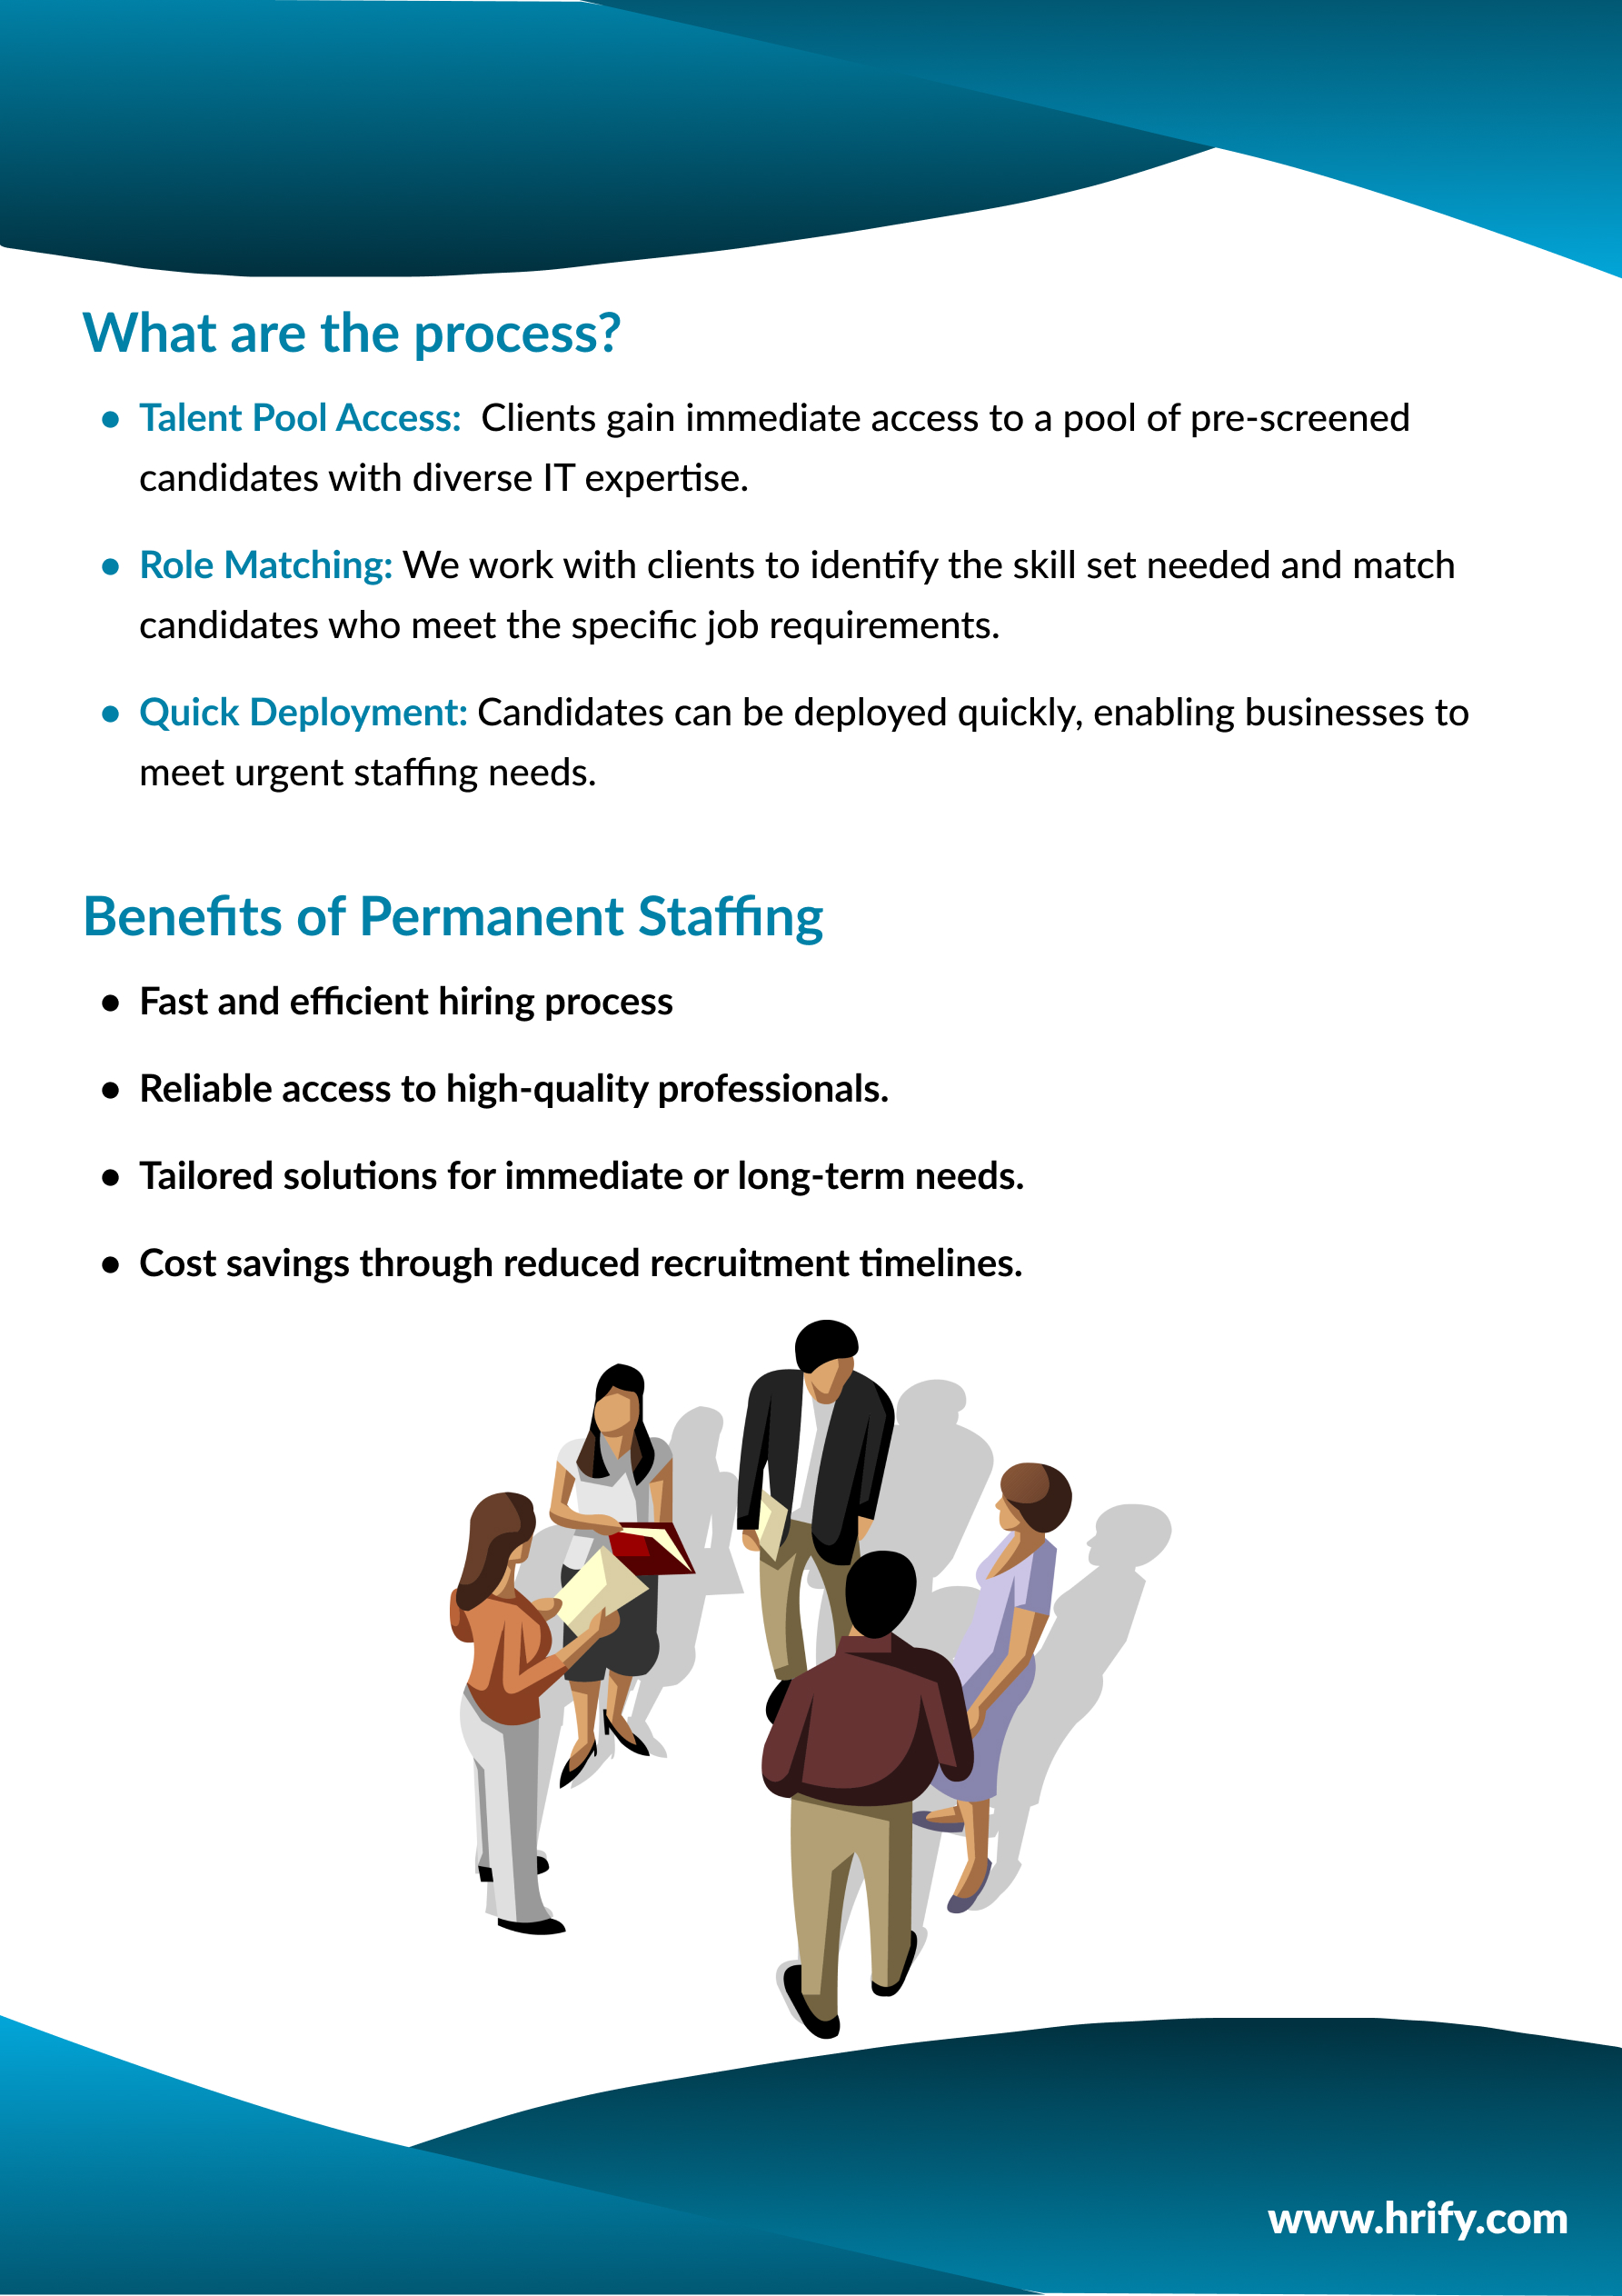 What are the process?
● Talent Pool Access:  Clients gain immediate access to a pool of pre-screened
candidates with diverse IT expertise.
● Role Matching: We work with clients to identify the skill set needed and match
candidates who meet the specific job requirements.
● Quick Deployment: Candidates can be deployed quickly, enabling businesses to
meet urgent staffing needs.
Benefits of Permanent Staffing
● Fast and efficient hiring process
● Reliable access to high-quality professionals.
● Tailored solutions for immediate or long-term needs.
● Cost savings through reduced recruitment timelines.
www.hrify.com